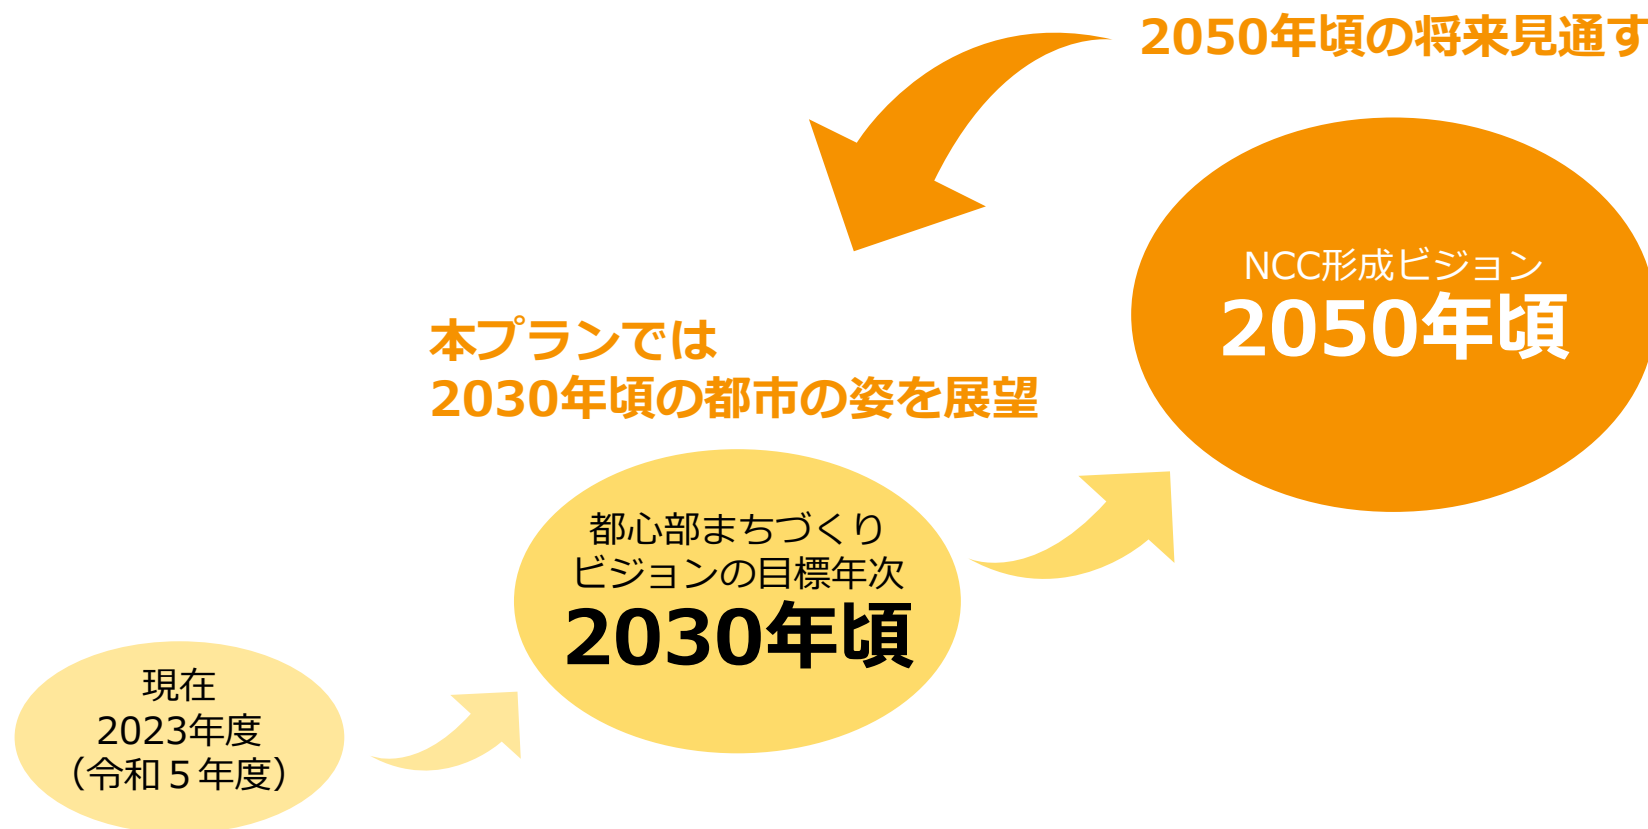 2050年頃の将来見通す
NCC形成ビジョン
2050年頃
本プランでは
2030年頃の都市の姿を展望
都心部まちづくり
ビジョンの目標年次
2030年頃
現在
2023年度
（令和５年度）